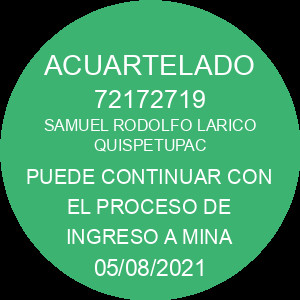 ACUARTELADO
72172719
SAMUEL RODOLFO LARICO
QUISPETUPAC
PUEDE CONTINUAR CON
EL PROCESO DE
INGRESO A MINA
05/08/2021